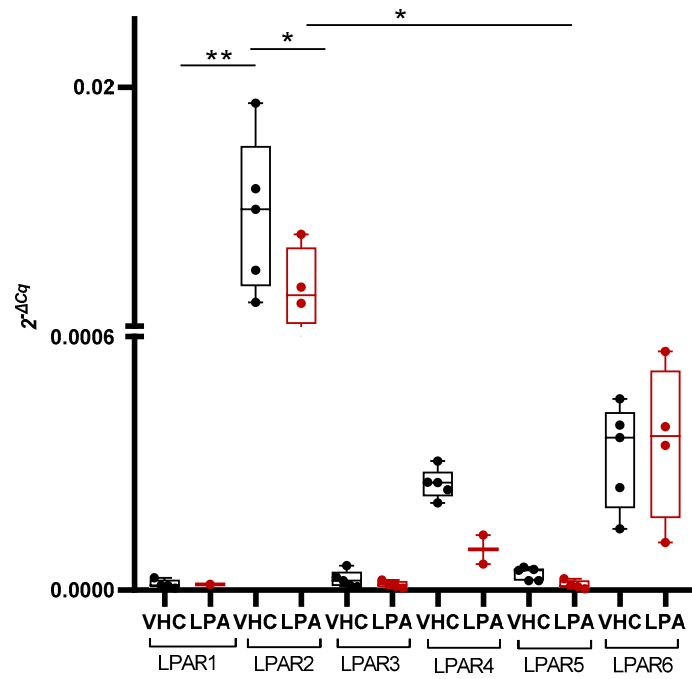 *
*
**
0.02
2^-ΔCq
0.0006
0.0000
VHC LPA VHC LPA VHC LPA VHC LPA VHC LPA VHC LPA
LPAR1 LPAR2 LPAR3 LPAR4 LPAR5 LPAR6